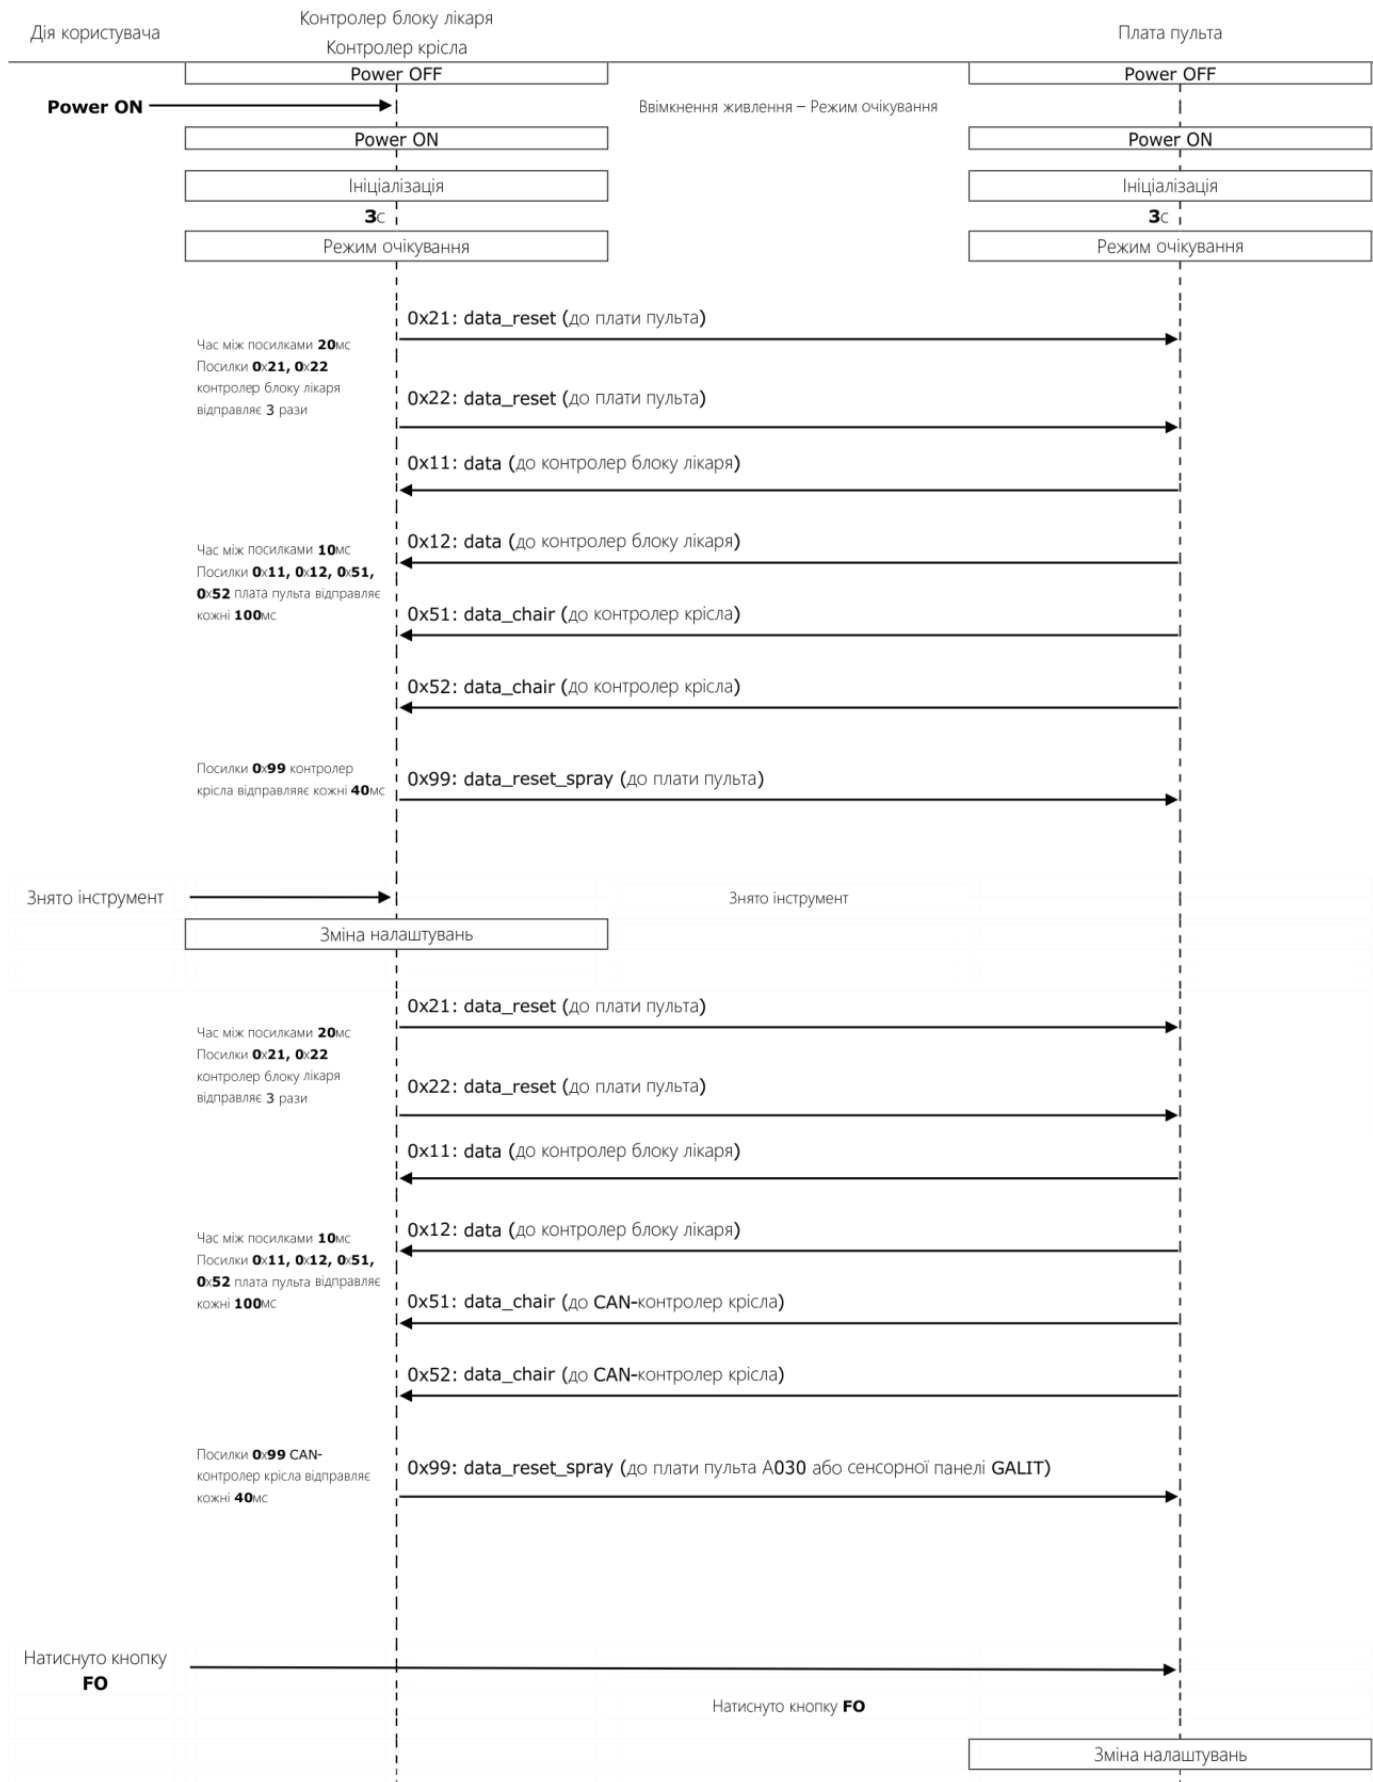 Дія користувача
Контролер блоку лікаря
Контролер крісла
Плата пульта
Power OFF
Power OFF
Power ON
Ввімкнення живлення – Режим очікування
Power ON
Power ON
Ініціалізація
Ініціалізація
3с
3с
Режим очікування
Режим очікування
0x21: data_reset (до плати пульта)
Час між посилками 20мс
Посилки 0x21, 0x22
контролер блоку лікаря
відправляє 3 рази
0x22: data_reset (до плати пульта)
0x11: data (до контролер блоку лікаря)
0x12: data (до контролер блоку лікаря)
Час між посилками 10мс
Посилки 0x11, 0x12, 0x51,
0x52 плата пульта відправляє
кожні 100мс
0x51: data_chair (до контролер крісла)
0x52: data_chair (до контролер крісла)
Посилки 0x99 контролер
крісла відправляяє кожні 40мс
0x99: data_reset_spray (до плати пульта)
Знято інструмент
Знято інструмент
Зміна налаштувань
0x21: data_reset (до плати пульта)
Час між посилками 20мс
Посилки 0x21, 0x22
контролер блоку лікаря
відправляє 3 рази
0x22: data_reset (до плати пульта)
0x11: data (до контролер блоку лікаря)
0x12: data (до контролер блоку лікаря)
Час між посилками 10мс
Посилки 0x11, 0x12, 0x51,
0x52 плата пульта відправляє
кожні 100мс
0x51: data_chair (до CAN-контролер крісла)
0x52: data_chair (до CAN-контролер крісла)
Посилки 0x99 CAN-
контролер крісла відправляє
кожні 40мс
0x99: data_reset_spray (до плати пульта A030 або сенсорної панелі GALIT)
Натиснуто кнопку
FO
Натиснуто кнопку FO
Зміна налаштувань